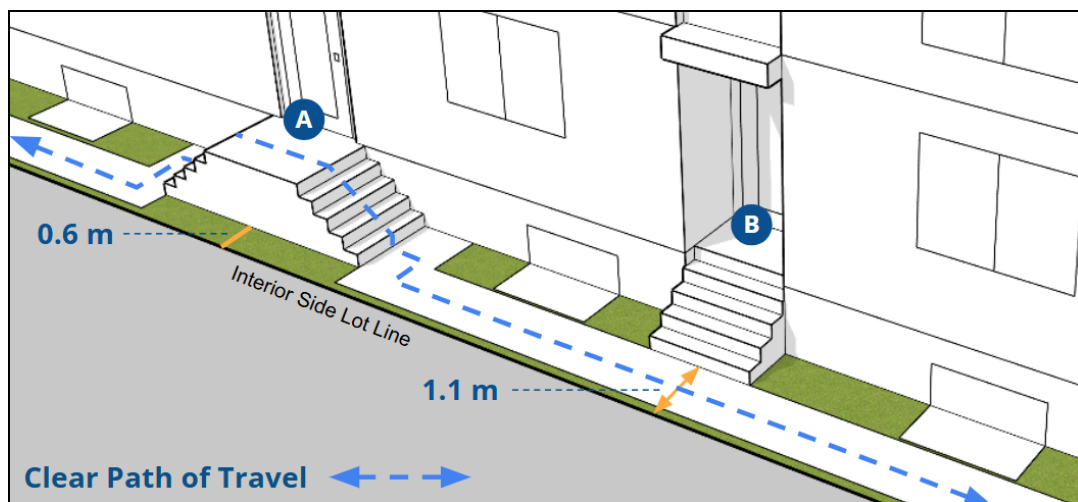 A
B
0.6 m
Interior Side Lot Line
1.1 m
Clear Path of Travel